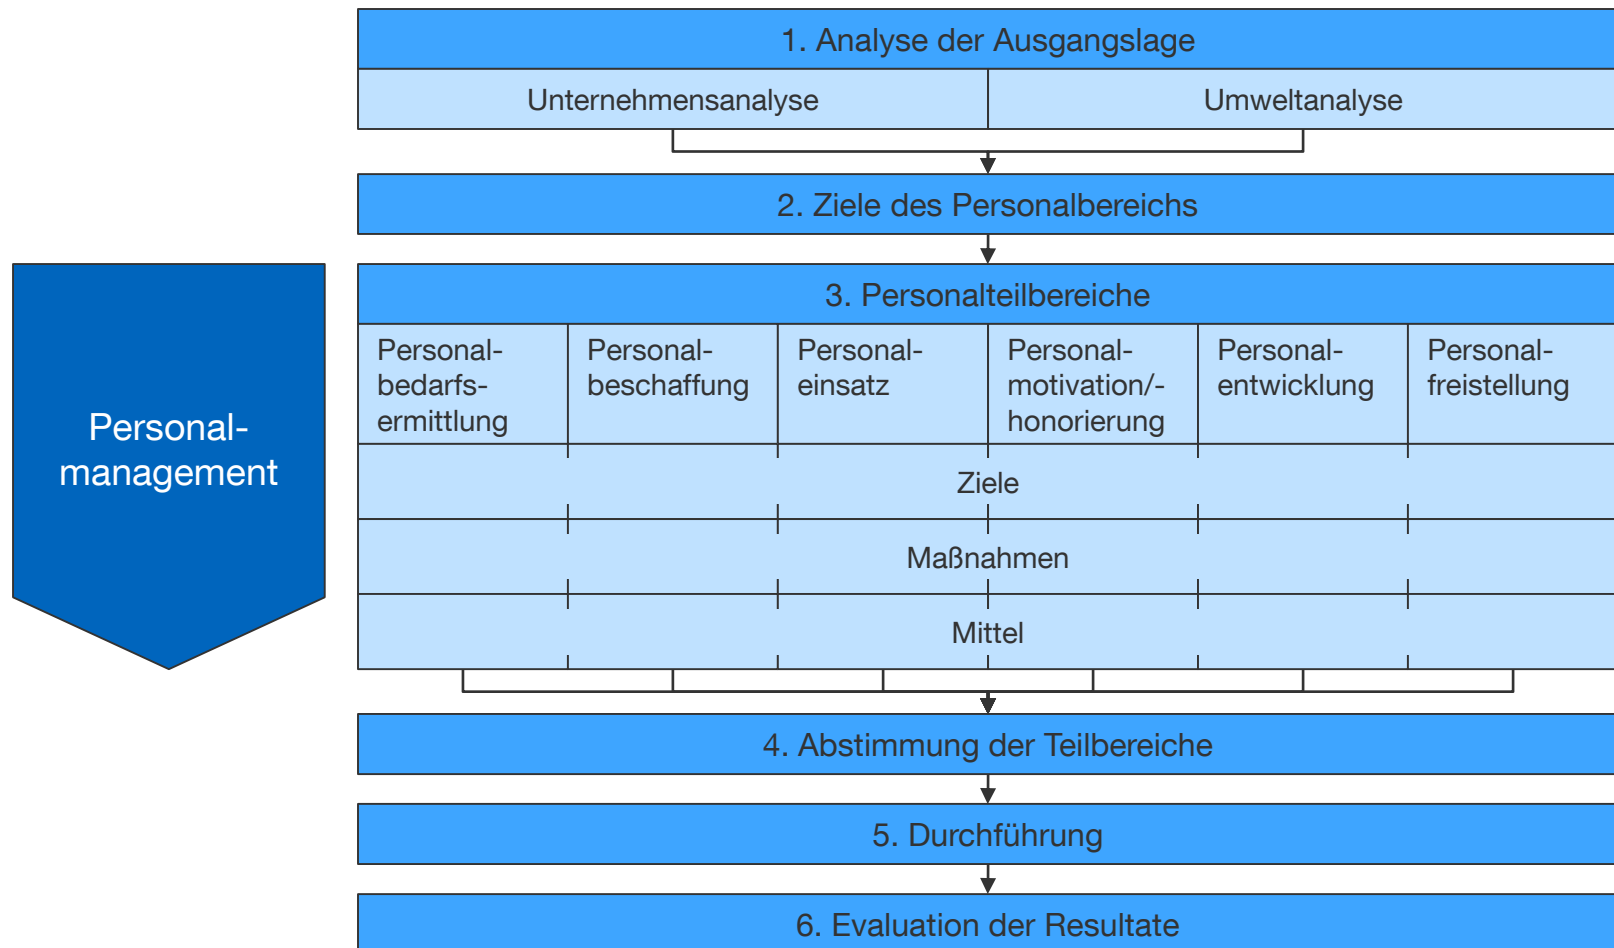 1. Analyse der Ausgangslage
Unternehmensanalyse
Umweltanalyse
2. Ziele des Personalbereichs
Personal-
management
3. Personalteilbereiche
Personal-
bedarfs-
ermittlung
Personal-
beschaffung
Personal-
einsatz
Personal-
motivation/-
honorierung
Personal-
entwicklung
Personal-
freistellung
Ziele
Maßnahmen
Mittel
4. Abstimmung der Teilbereiche
5. Durchführung
6. Evaluation der Resultate